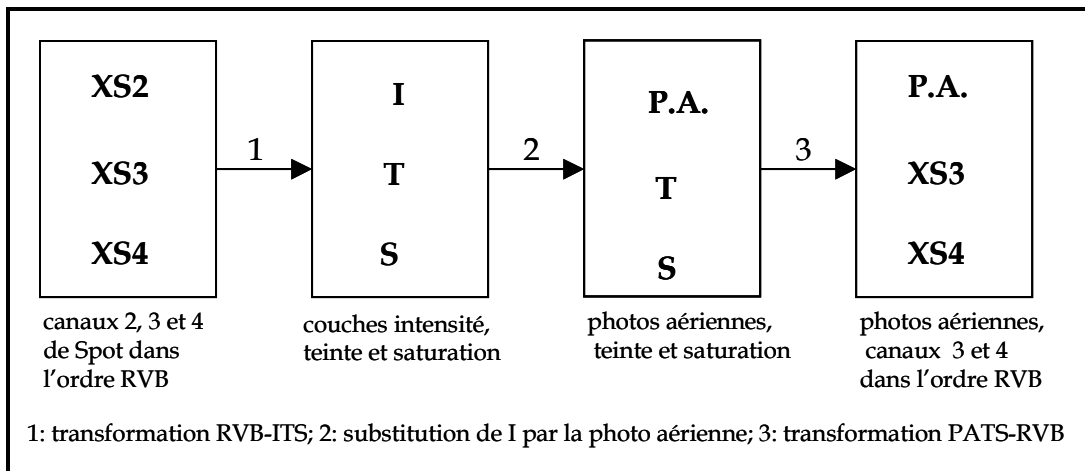 XS2
XS3
XS4
1
I
T
S
2
P.A.
T
S
3
P.A.
XS3
XS4
canaux 2, 3 et 4
de Spot dans
l'ordre RVB
couches intensité,
teinte et saturation
photos aériennes,
teinte et saturation
photos aériennes,
canaux 3 et 4
dans l'ordre RVB
1: transformation RVB-ITS; 2: substitution de I par la photo aérienne; 3: transformation PATS-RVB